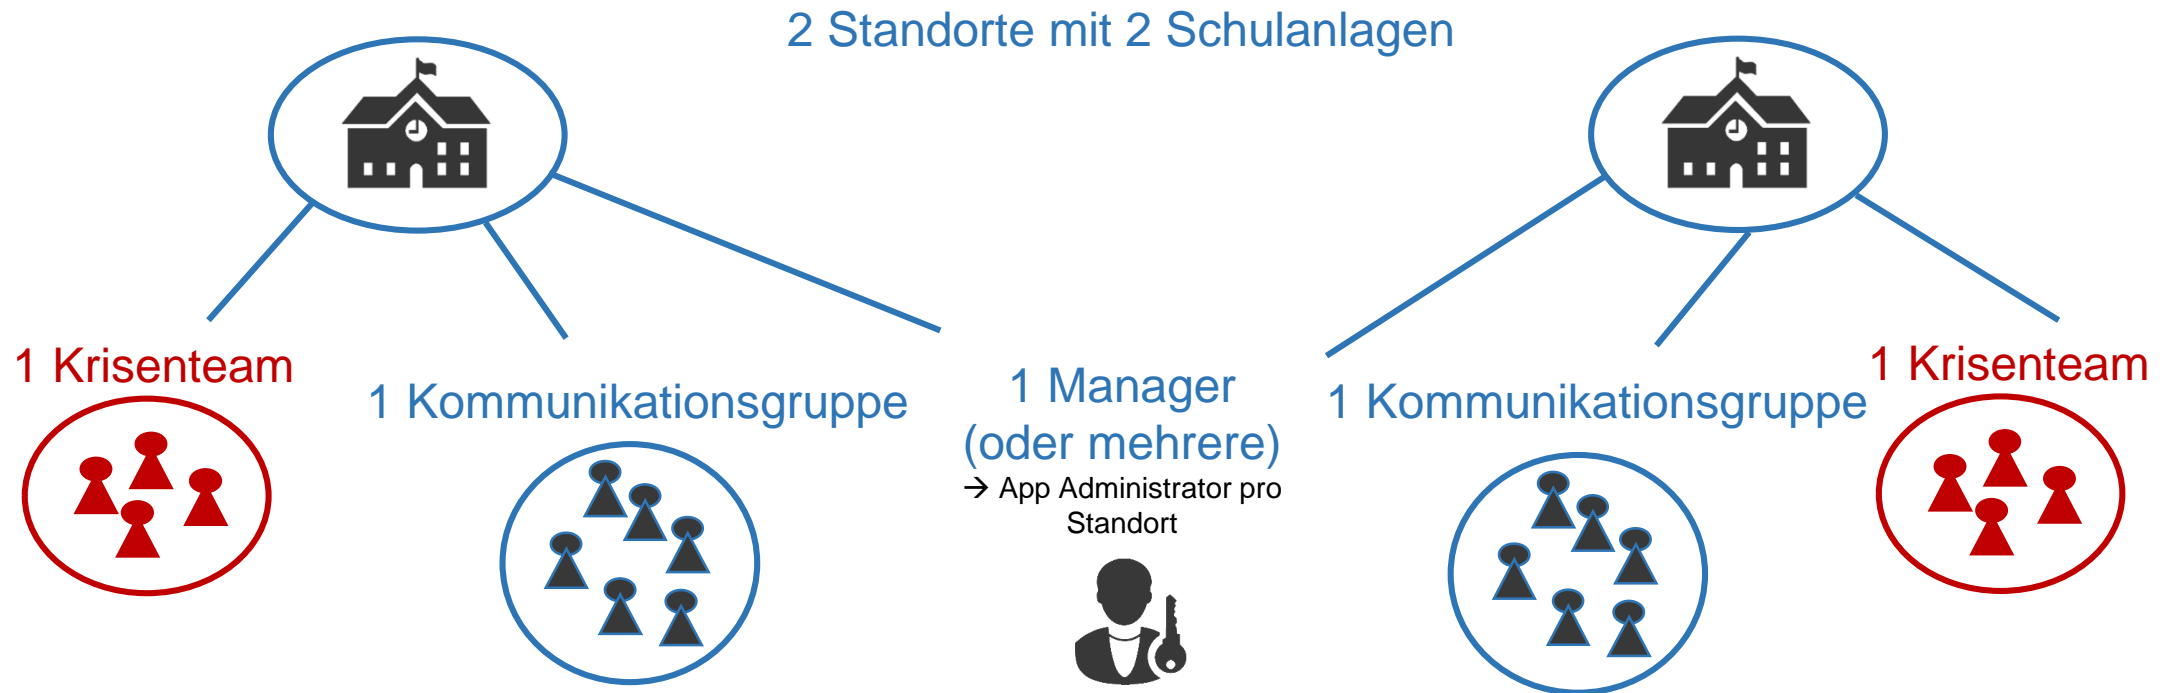 2 Standorte mit 2 Schulanlagen
1 Krisenteam
1 Kommunikationsgruppe
1 Manager
(oder mehrere)
→ App Administrator pro
Standort
1 Kommunikationsgruppe
1 Krisenteam